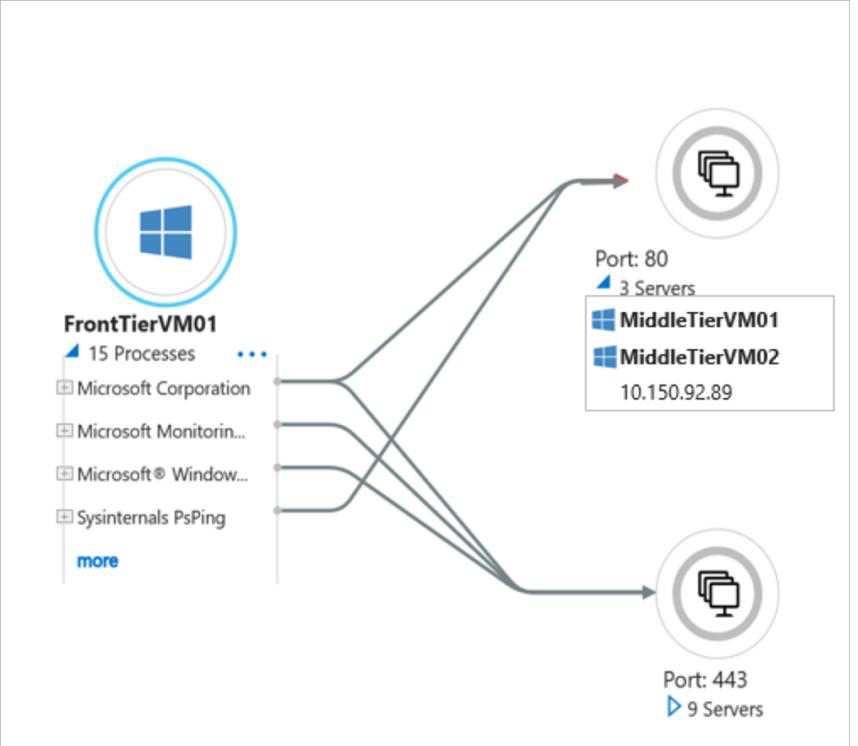 FrontTierVM01
15 Processes
Microsoft Corporation
Microsoft Monitorin...
Microsoft® Window...
Sysinternals PsPing
more
Port: 80
3 Servers
MiddleTierVM01
MiddleTierVM02
10.150.92.89
Port: 443
9 Servers